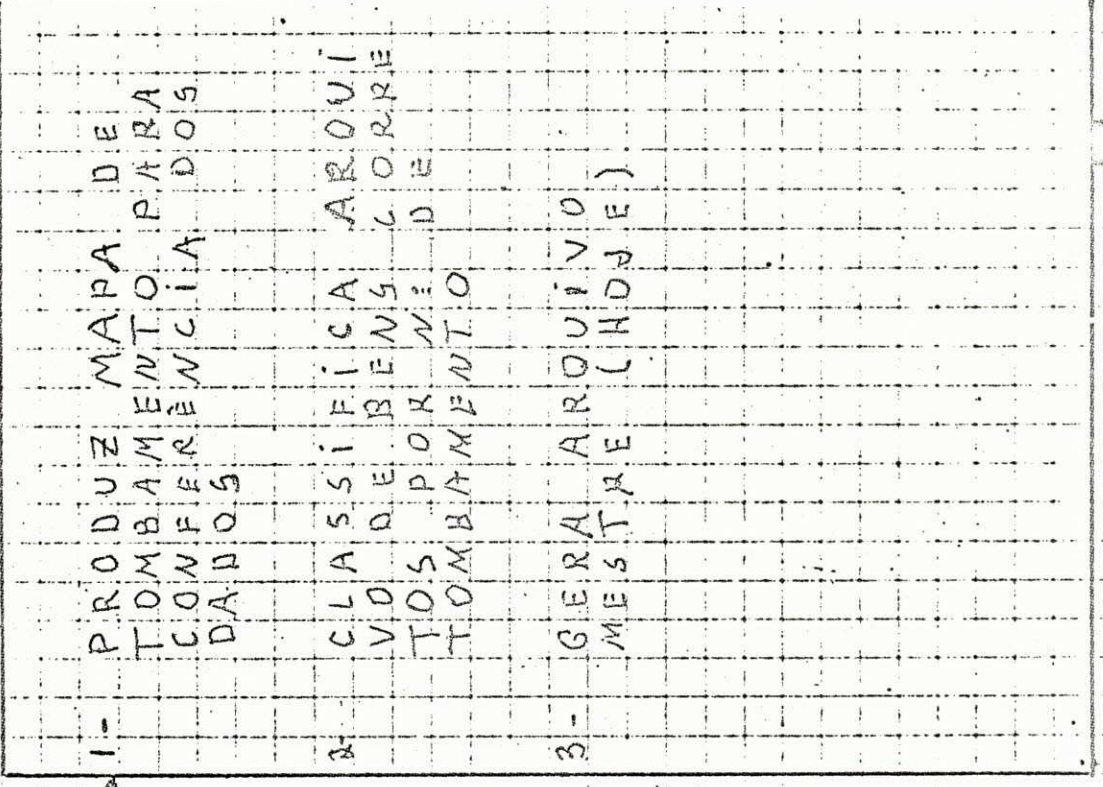 1- PRODUZ MAPA DE
TOMBAMENTO PARA
CONFERÊNCIA DOS
DADOS
2- CLASSIFICA ARQUI
VO DE BENS CORRE
TOS POR Nº DE
TOMBAMENTO
3- GERA ARQUIVO
MESTRE (HOJE)